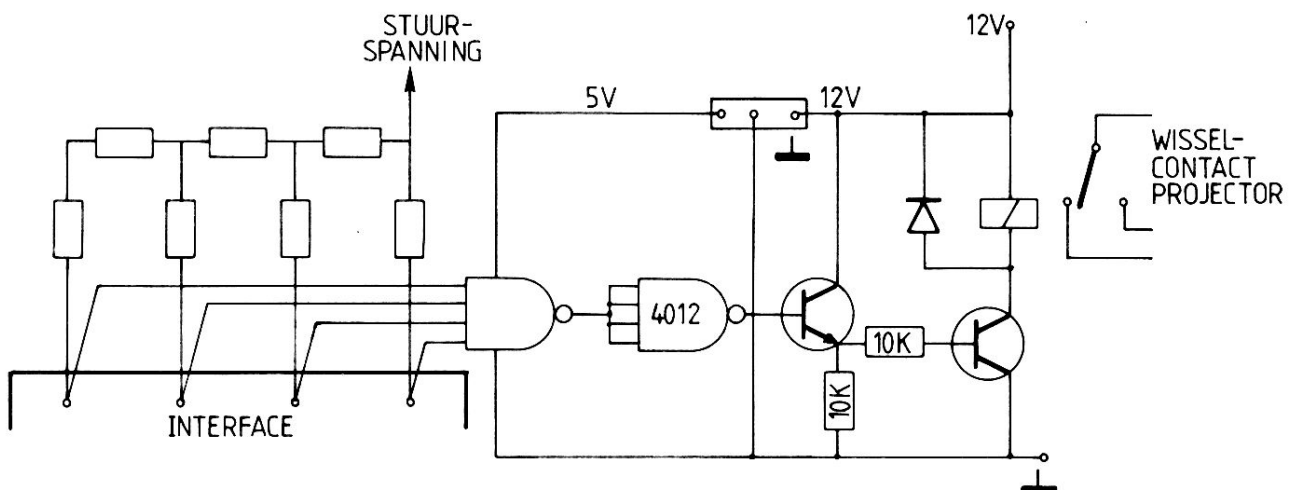 STUUR-
SPANNING
12V
5V
12V
WISSEL-
CONTACT
PROJECTOR
4012
10K
10K
INTERFACE